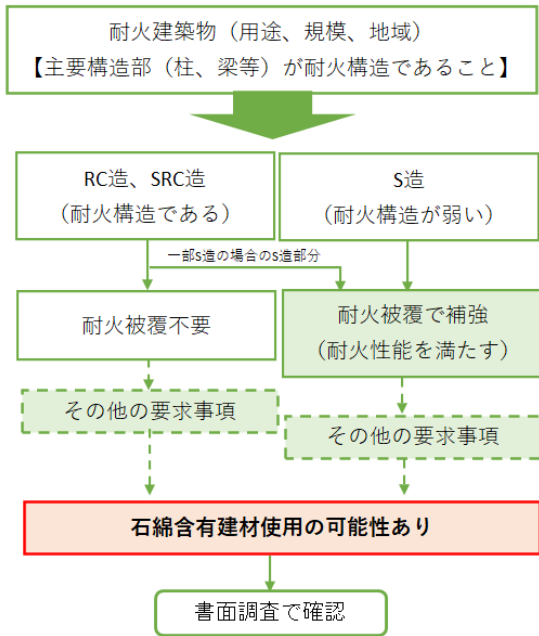 耐火建築物（用途、規模、地域）
【主要構造部（柱、梁等）が耐火構造であること】
RC造、SRC造
（耐火構造である）
S造
（耐火構造が弱い）
一部S造の場合のS造部分
耐火被覆不要
耐火被覆で補強
（耐火性能を満たす）
その他の要求事項
その他の要求事項
石綿含有建材使用の可能性あり
書面調査で確認